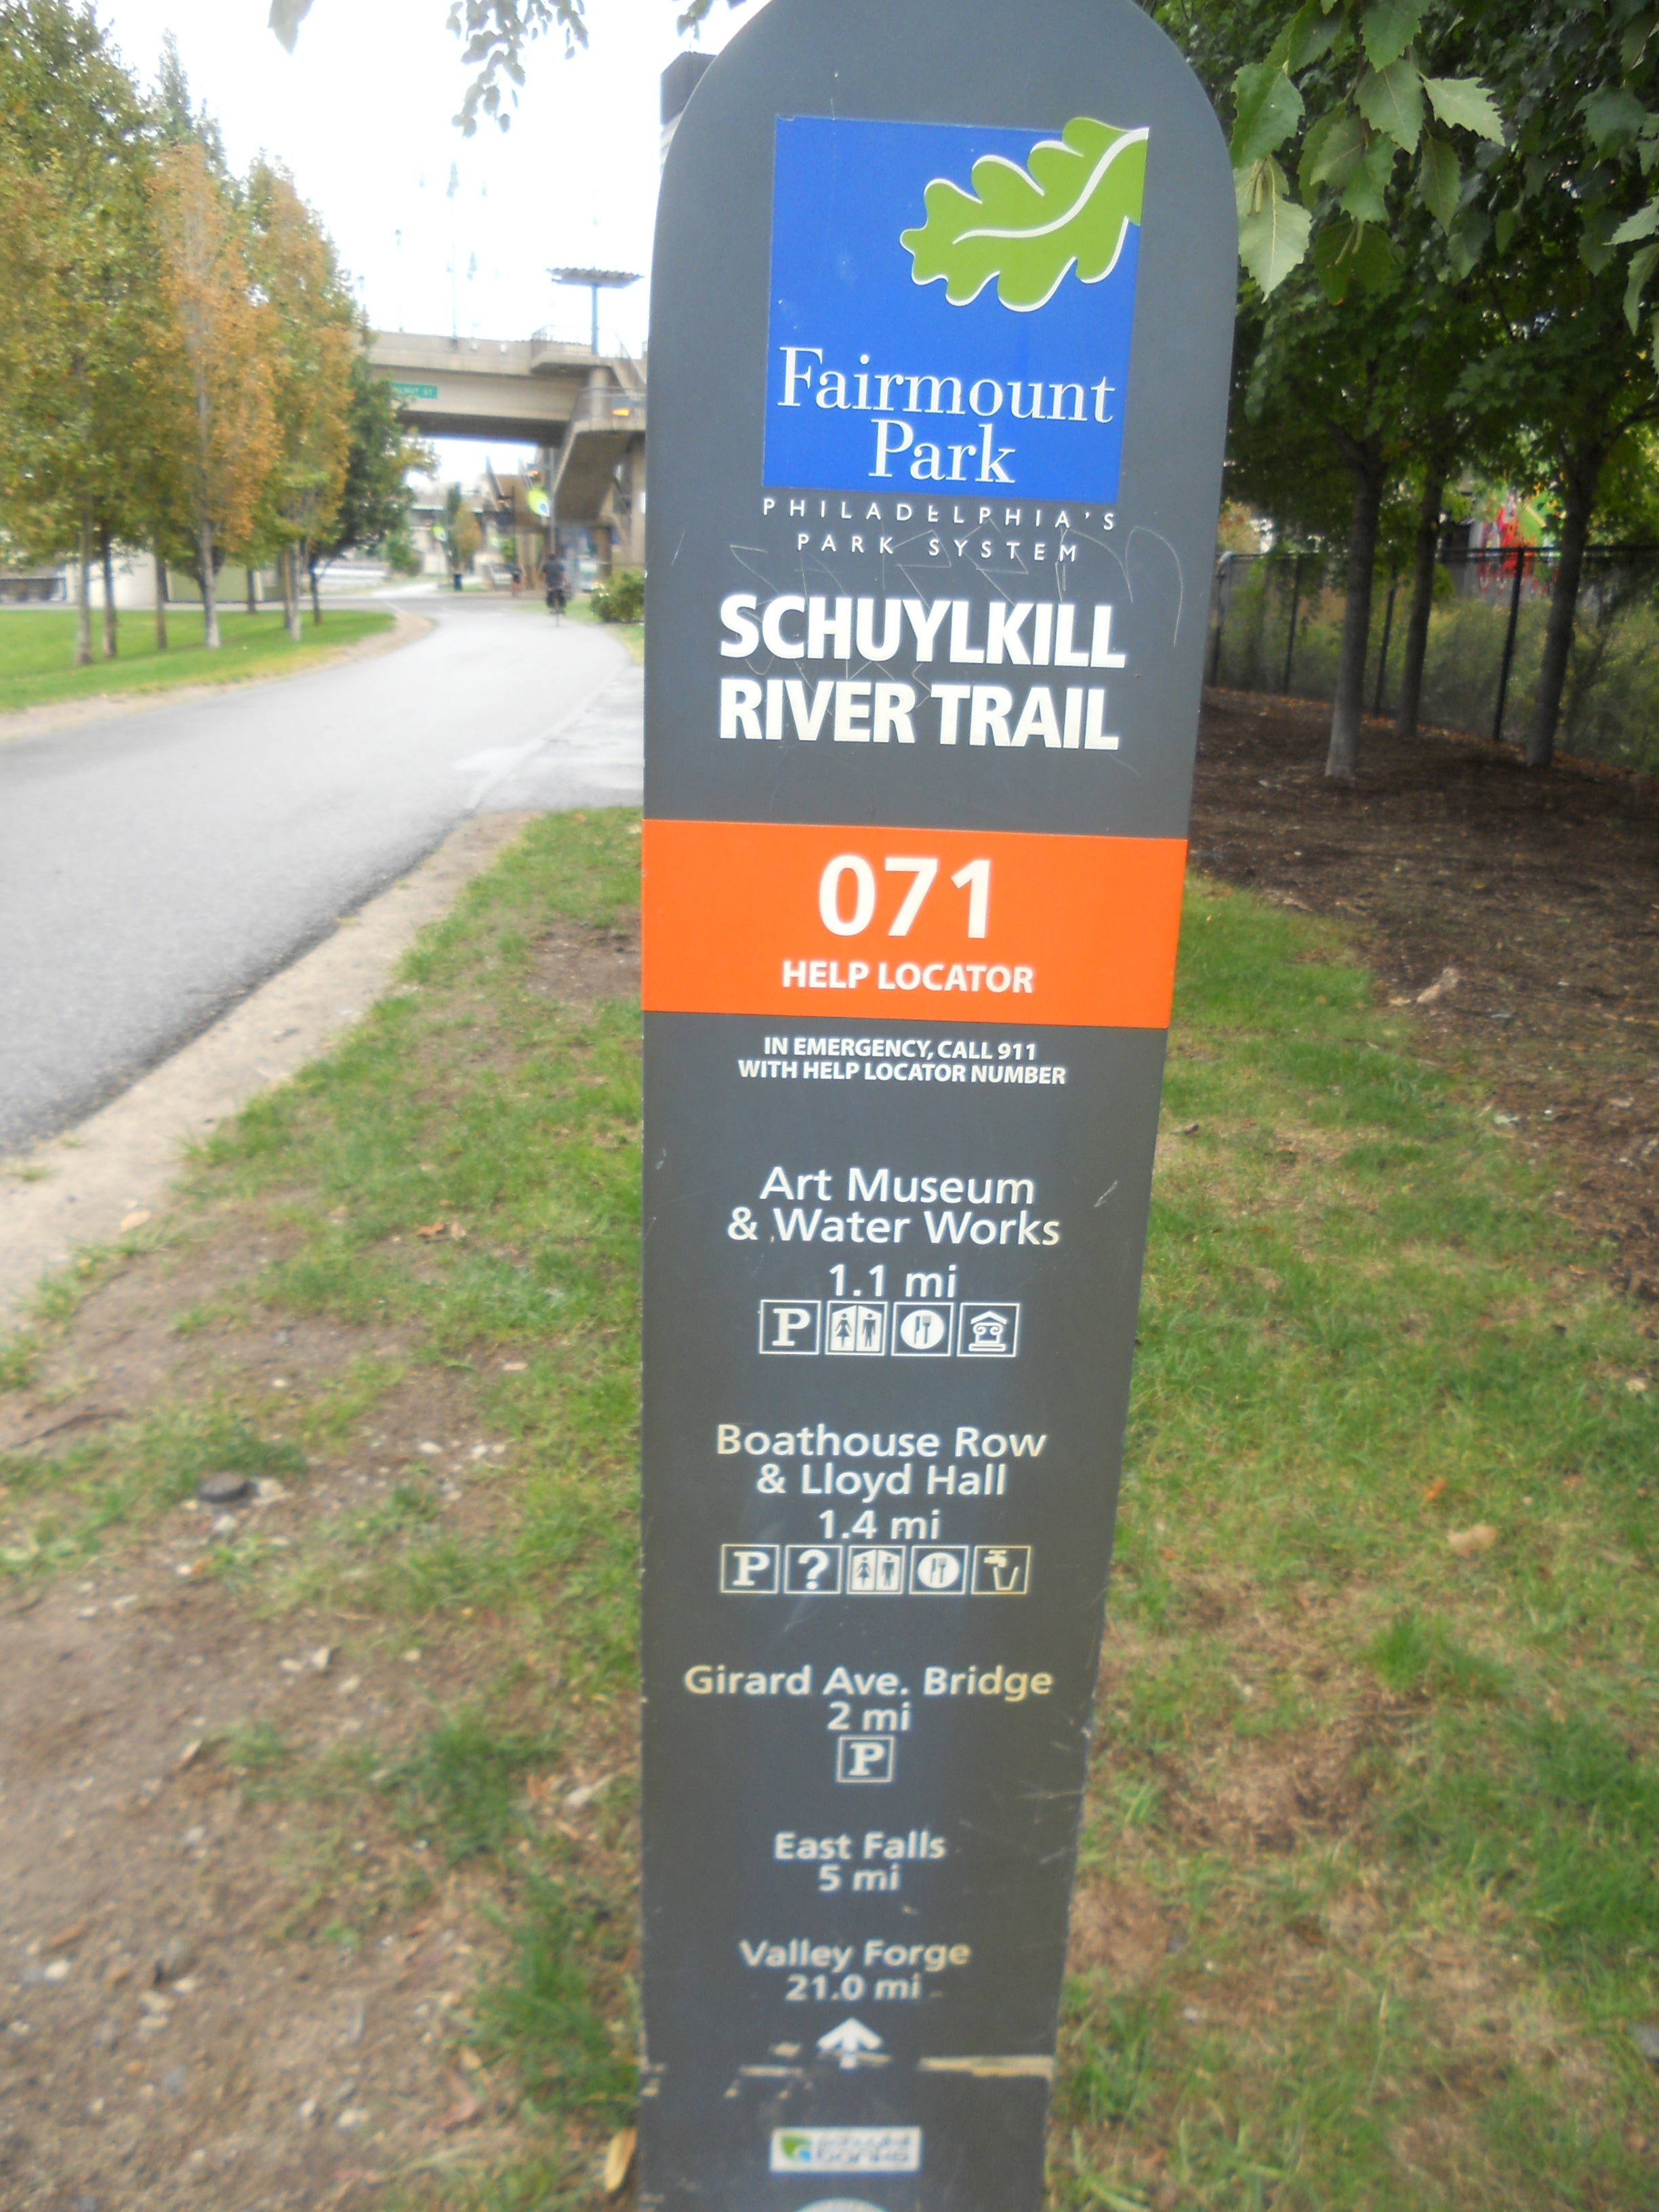 Fairmount
Park
PHILADELPHIA'S
PARK SYSTEM
SCHUYLKILL
RIVER TRAIL
071
HELP LOCATOR
IN EMERGENCY, CALL 911
WITH HELP LOCATOR NUMBER
Art Museum
& Water Works
1.1 mi
P
Boathouse Row
& Lloyd Hall
1.4 mi
P ?
Girard Ave. Bridge
2 mi
P
East Falls
5 mi
Valley Forge
21.0 mi